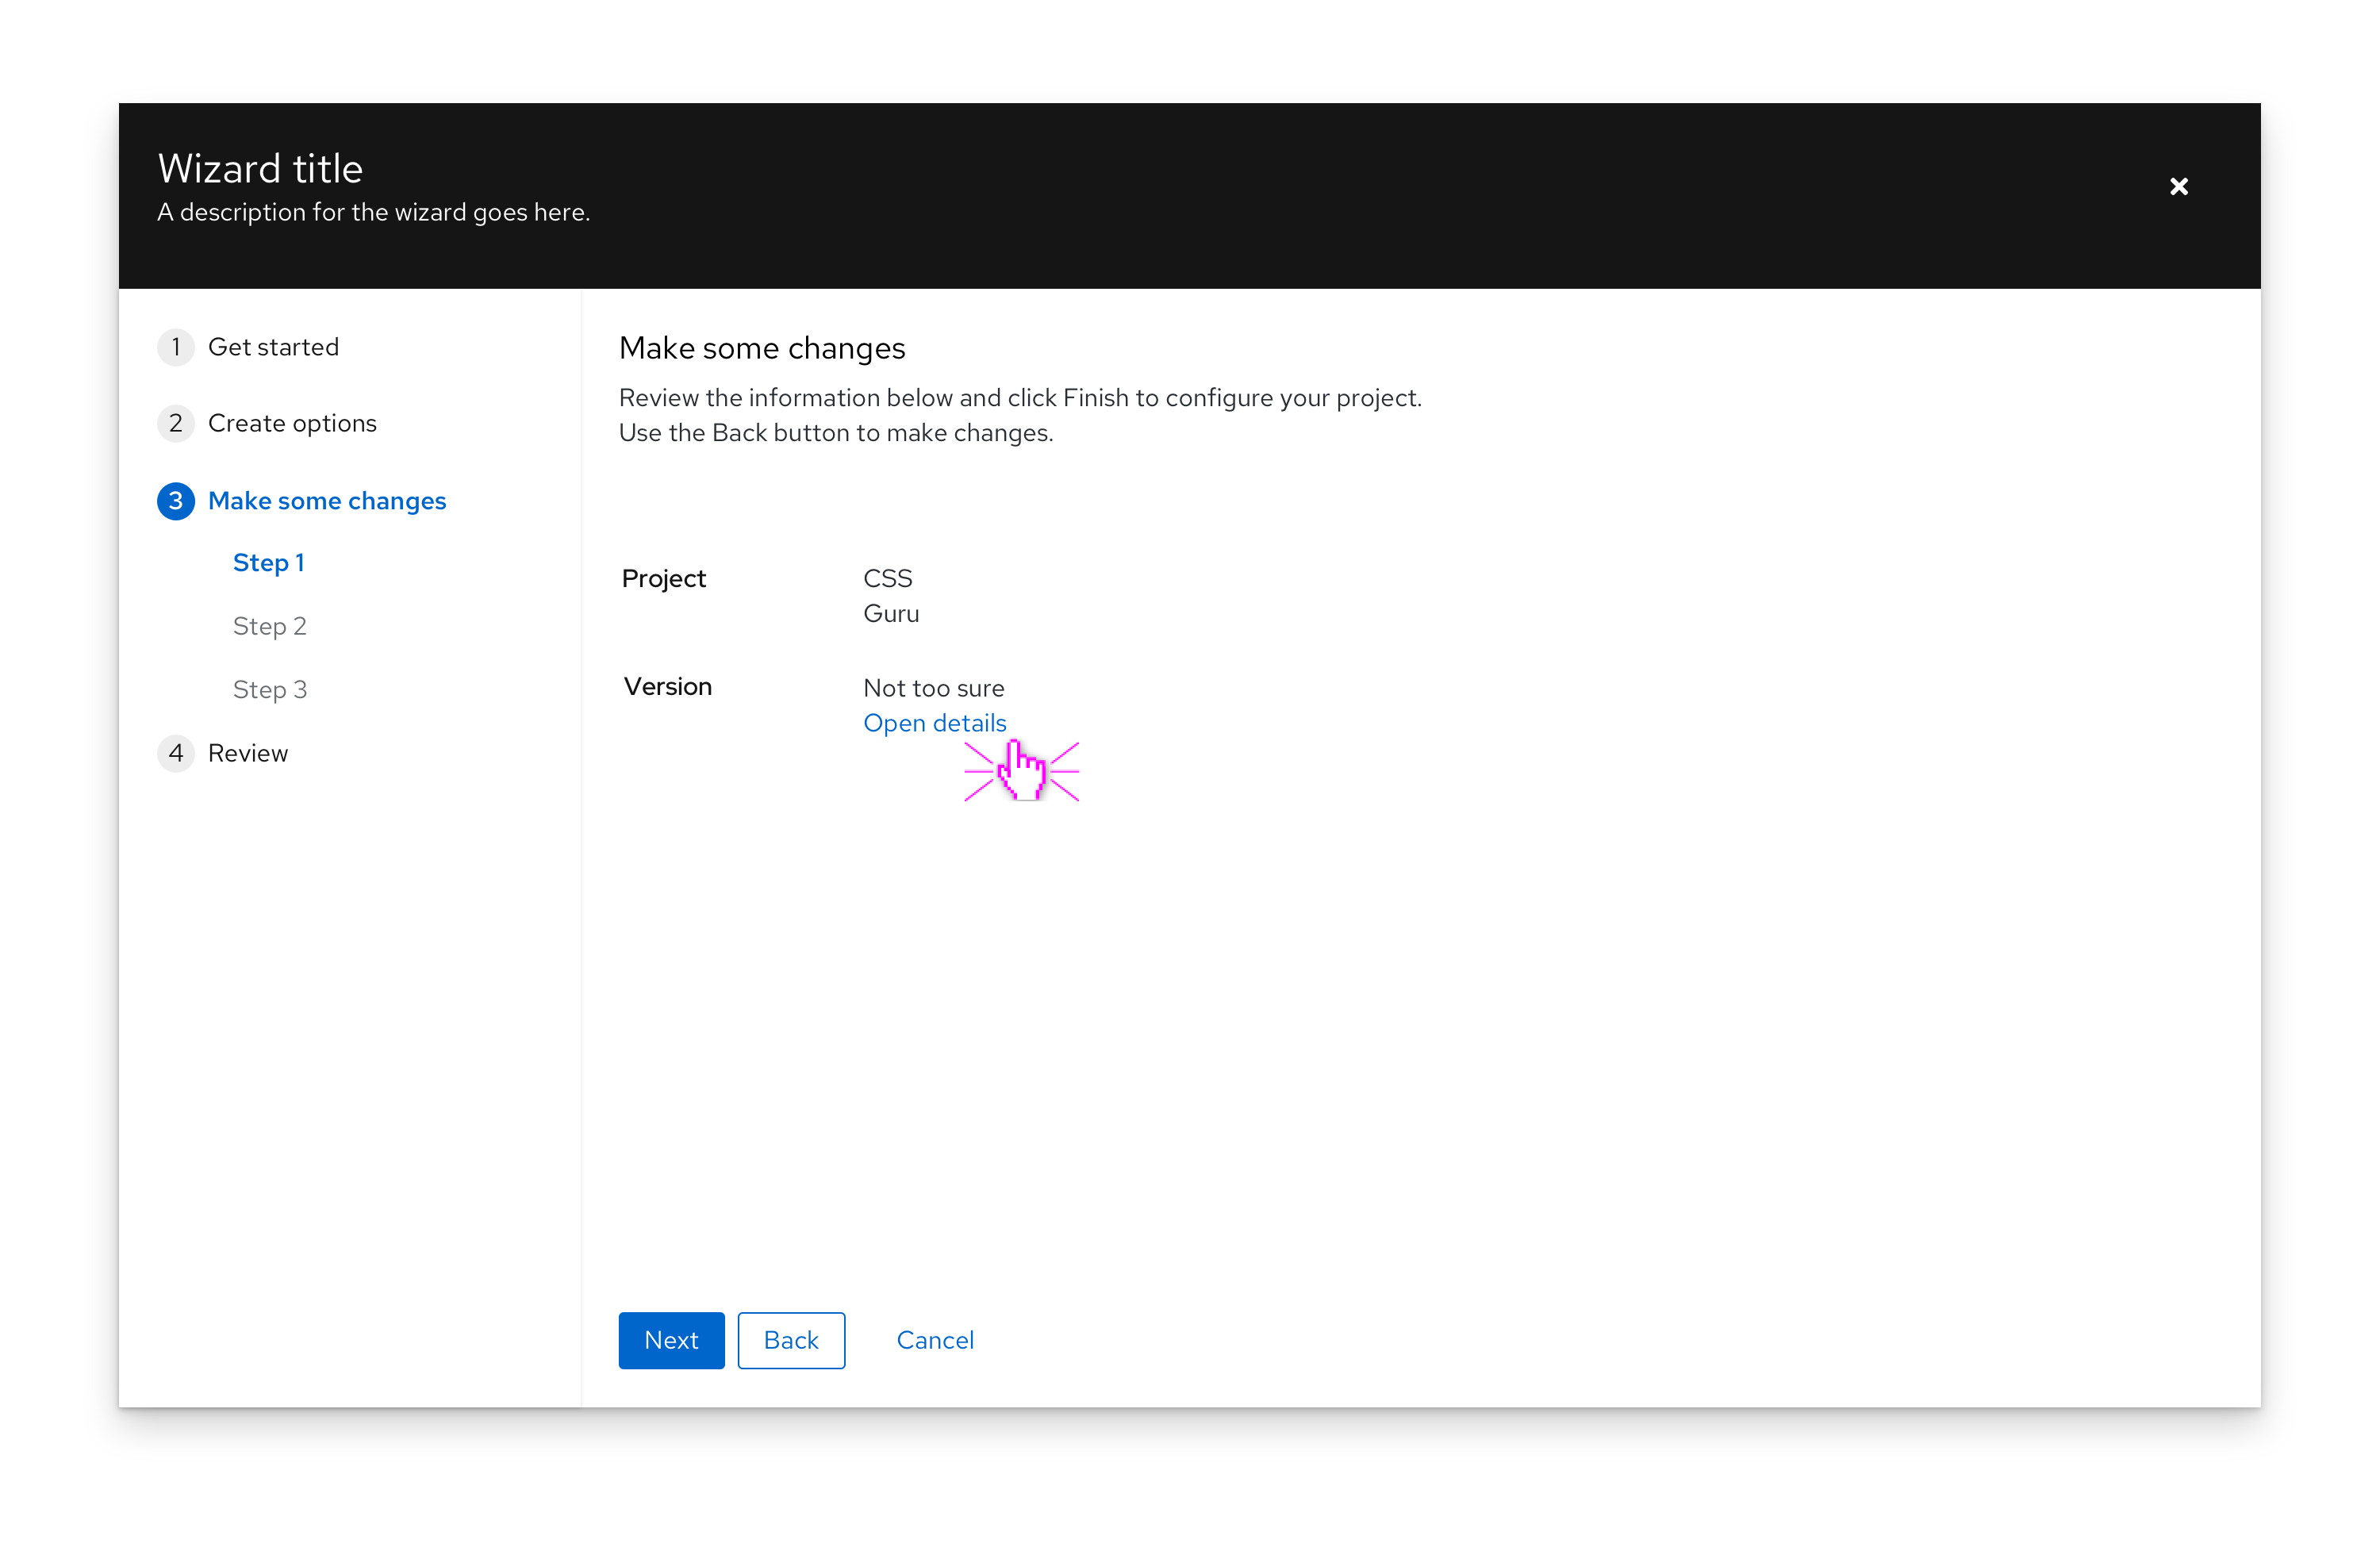 Wizard title
A description for the wizard goes here.
1 Get started
2 Create options
3 Make some changes
Step 1
Step 2
Step 3
4 Review
Make some changes
Review the information below and click Finish to configure your project.
Use the Back button to make changes.
Project
CSS
Guru
Version
Not too sure
Open details
Next
Back
Cancel